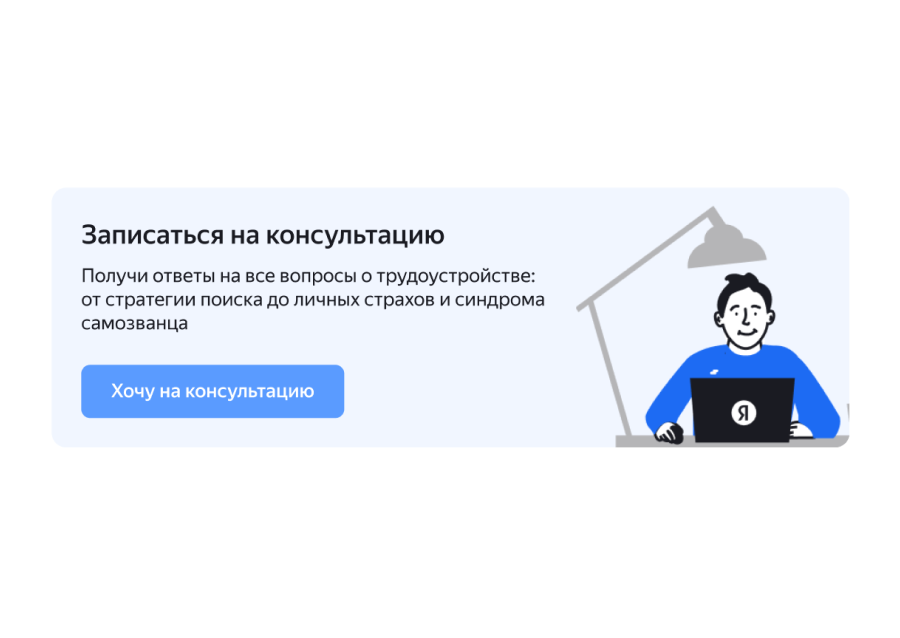 Записаться на консультацию
Получи ответы на все вопросы о трудоустройстве:
от стратегии поиска до личных страхов и синдрома
самозванца
Хочу на консультацию
Я